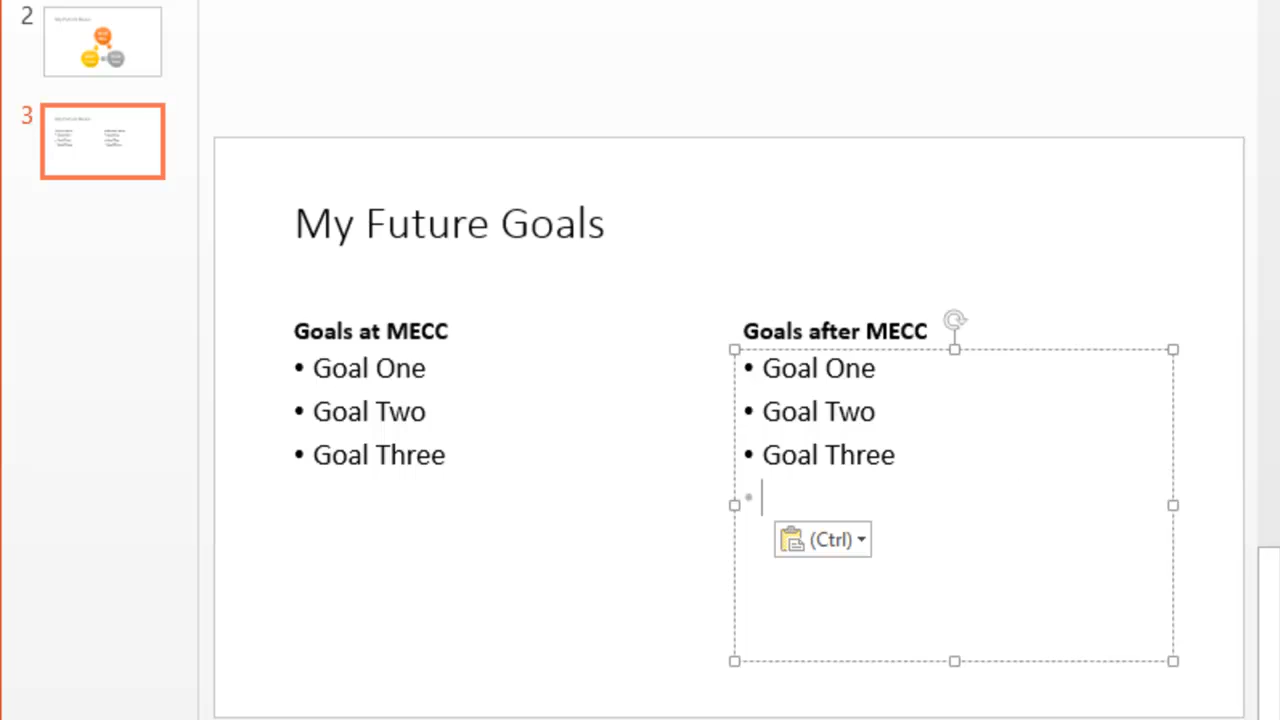 2
3
My Future Goals
Goals at MECC
• Goal One
• Goal Two
• Goal Three
Goals after MECC
• Goal One
• Goal Two
• Goal Three
(Ctrl)